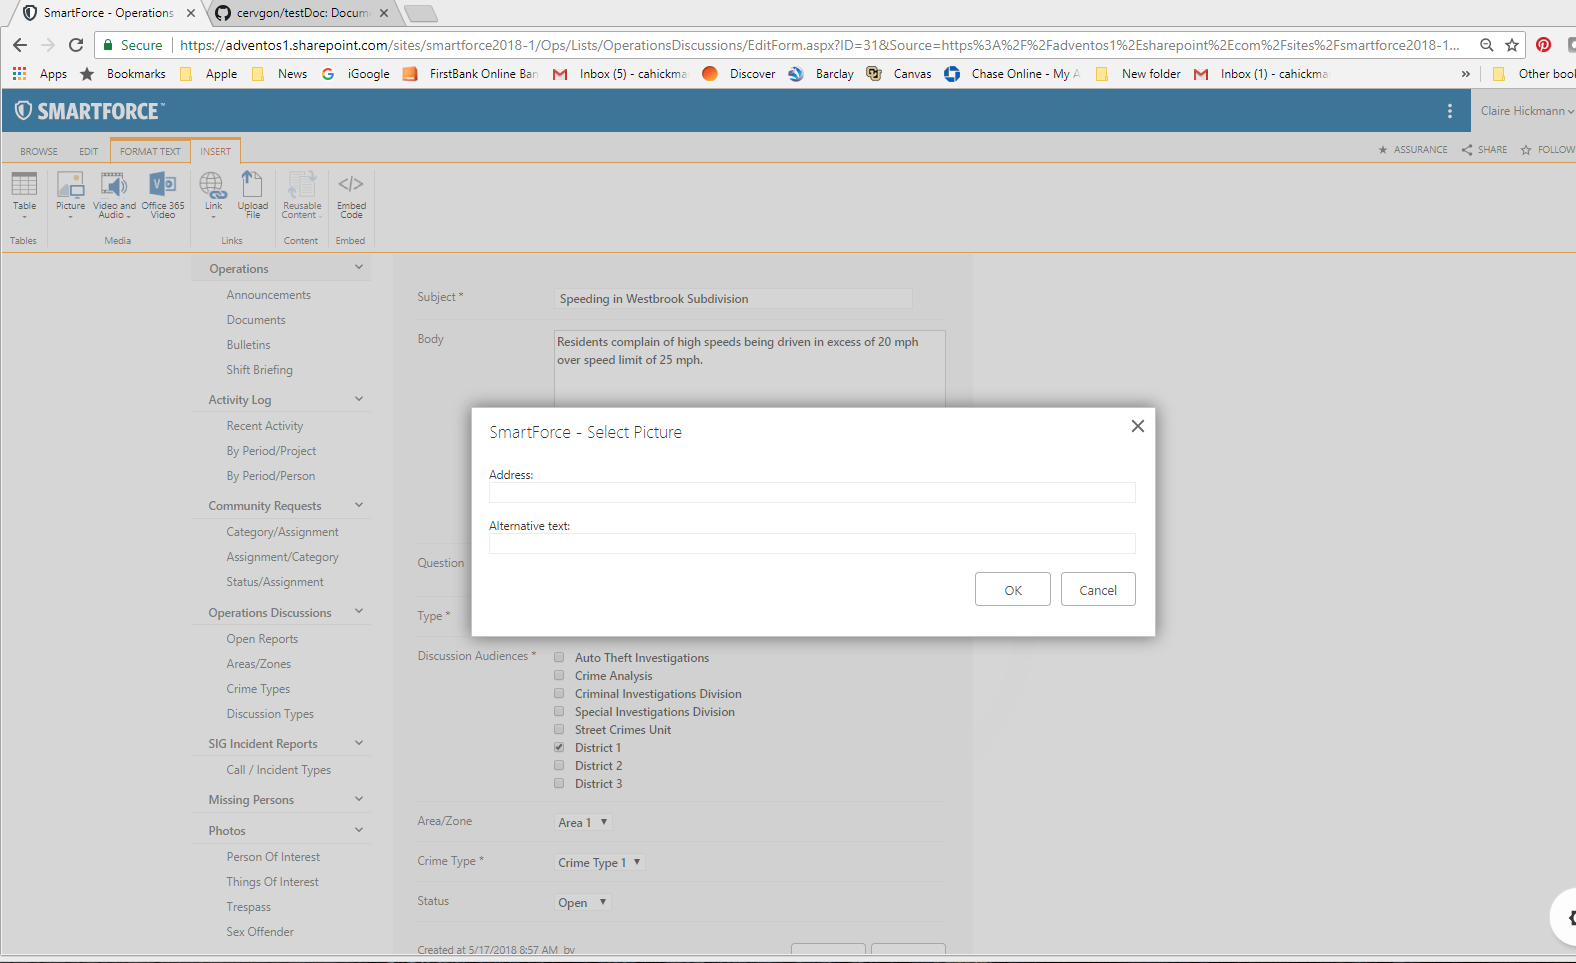 SmartForce - Operations
cervgon/testDoc: Docum
Secure
https://adventos1.sharepoint.com/sites/smartforce2018-1/Ops/Lists/OperationsDiscussions/EditForm.aspx?ID=31&Source=https%3A%2F%2Fadventos1%2Esharepoint%2Ecom%2Fsites%2Fsmartforce2018-1...
Apps Bookmarks Apple News iGoogle FirstBank Online Ban Inbox (5) - cahickma Discover Barclay Canvas Chase Online - My A New folder Inbox (1) - cahickma » Other bool
SMARTFORCE™
Claire Hickmann
BROWSE EDIT FORMAT TEXT INSERT
ASSURANCE SHARE FOLLOW
Table
Picture
Video and Audio
Office 365 Video
Link
Upload File
Reusable Content
Embed Code
Tables Media Links Content Embed
Operations
Announcements
Documents
Bulletins
Shift Briefing
Activity Log
Recent Activity
By Period/Project
By Period/Person
Community Requests
Category/Assignment
Assignment/Category
Status/Assignment
Operations Discussions
Open Reports
Areas/Zones
Crime Types
Discussion Types
SIG Incident Reports
Call / Incident Types
Missing Persons
Photos
Person Of Interest
Things Of Interest
Trespass
Sex Offender
Subject *
Speeding in Westbrook Subdivision
Body
Residents complain of high speeds being driven in excess of 20 mph
over speed limit of 25 mph.
SmartForce - Select Picture
Address:
Alternative text:
OK
Cancel
Question
Type *
Discussion Audiences *
Auto Theft Investigations
Crime Analysis
Criminal Investigations Division
Special Investigations Division
Street Crimes Unit
District 1
District 2
District 3
Area/Zone
Area 1
Crime Type *
Crime Type 1
Status
Open
Created at 5/17/2018 8:57 AM by